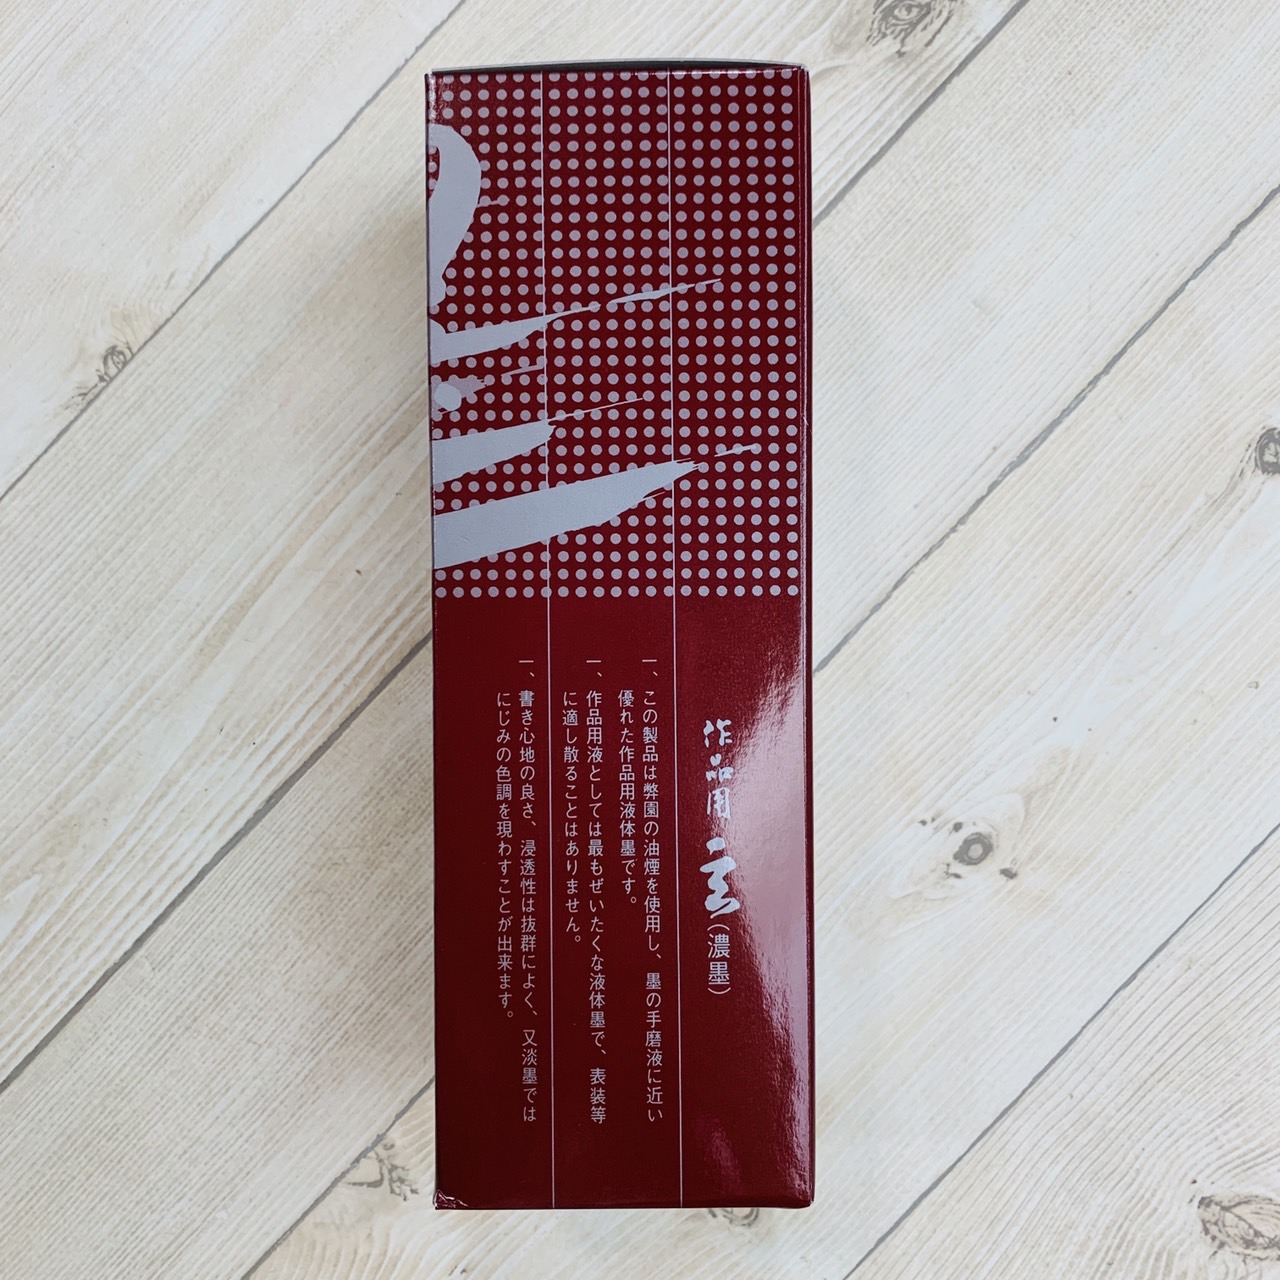 作品用 玄(濃墨)
一、この製品は弊園の油煙を使用し、墨の手磨液に近い
優れた作品用液体墨です。
一、作品用液としては最もぜいたくな液体墨で、表装等
に適し散ることはありません。
一、書き心地の良さ、浸透性は抜群によく、又淡墨では
にじみの色調を現わすことが出来ます。